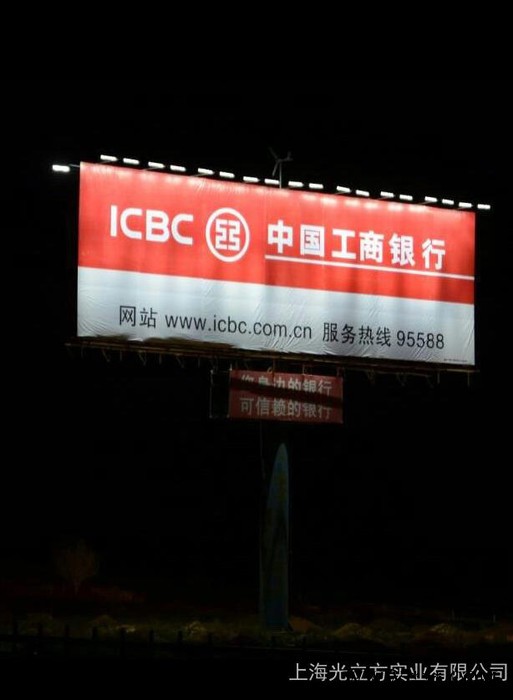 ICBC 中国工商银行
网站 www.icbc.com.cn 服务热线 95588
您身边的银行
可信赖的银行
上海光立方实业有限公司